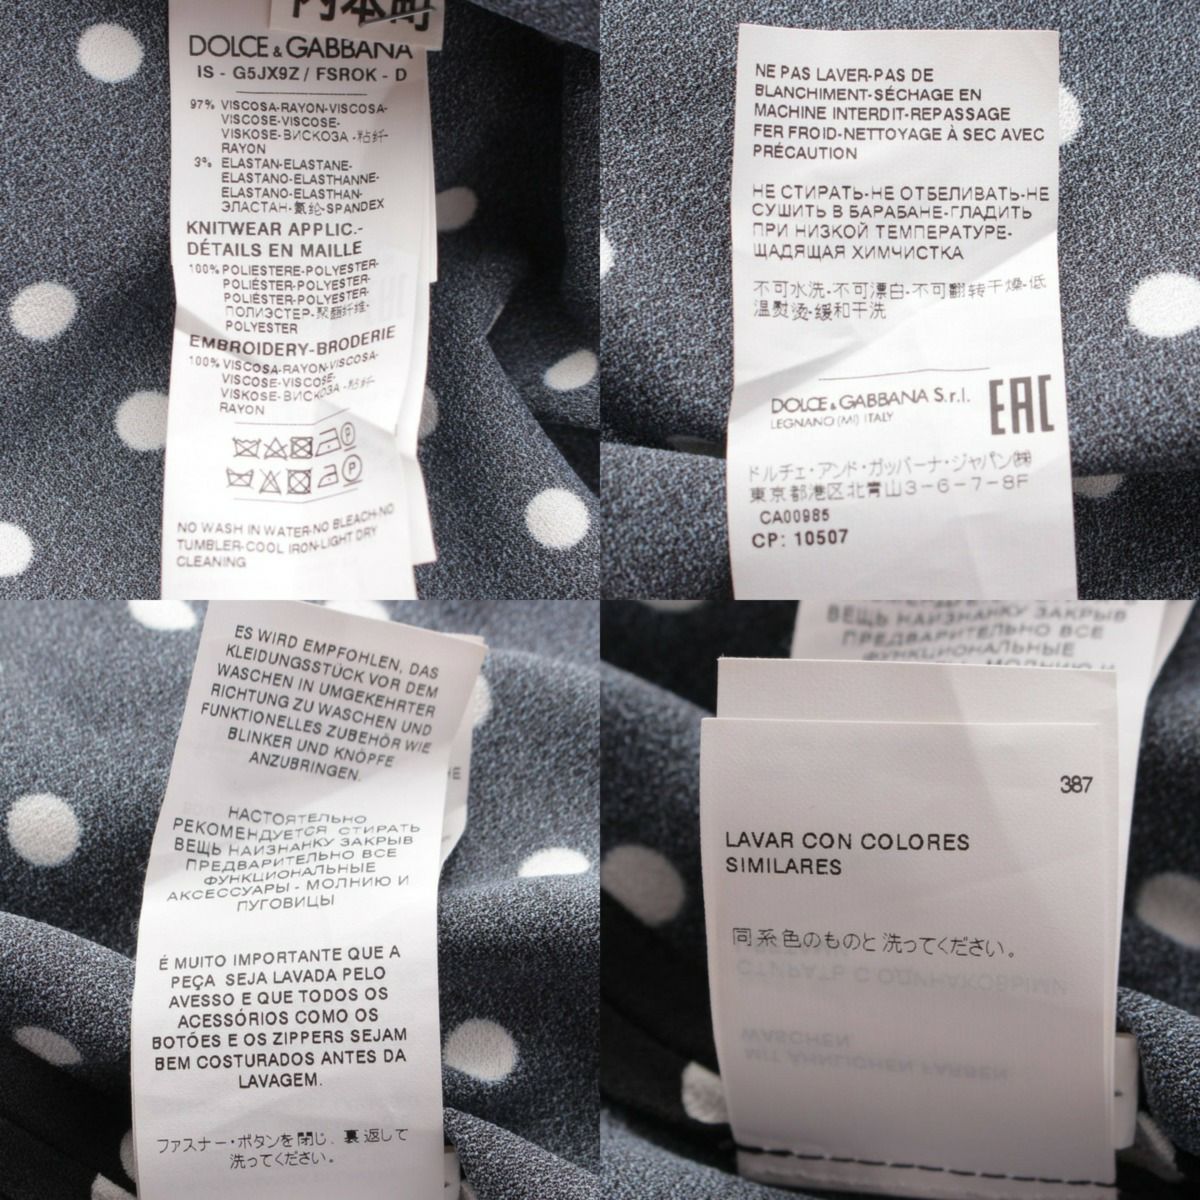 内本町
DOLCE & GABBANA
IS - G5JX9Z / FSROK - D
97% VISCOSA-RAYON-VISCOSA-
VISCOSE-VISCOSE-
VISKOSE-ВИСКОЗА-粘纤-
RAYON
3% ELASTAN-ELASTANE-
ELASTANO-ELASTHANNE-
ELASTANO-ELASTHAN-
ЭЛАСТАН-氨纶-SPANDEX
KNITWEAR APPLIC.-
DÉTAILS EN MAILLE
100% POLIESTERE-POLYESTER-
POLIÉSTER-POLYESTER-
POLIÉSTER-POLYESTER-
ПОЛИЭСТЕР-聚酯纤维-
POLYESTER
EMBROIDERY-BRODERIE
100% VISCOSA-RAYON-VISCOSA-
VISCOSE-VISCOSE-
VISKOSE-ВИСКОЗА-粘纤-
RAYON
NO WASH IN WATER-NO BLEACH-NO
TUMBLER-COOL IRON-LIGHT DRY
CLEANING
NE PAS LAVER-PAS DE
BLANCHIMENT-SÉCHAGE EN
MACHINE INTERDIT-REPASSAGE
FER FROID-NETTOYAGE À SEC AVEC
PRÉCAUTION
НЕ СТИРАТЬ-НЕ ОТБЕЛИВАТЬ-НЕ
СУШИТЬ В БАРАБАНЕ-ГЛАДИТЬ
ПРИ НИЗКОЙ ТЕМПЕРАТУРЕ-
ЩАДЯЩАЯ ХИМЧИСТКА
不可水洗-不可漂白-不可翻转干燥-低
温熨烫-缓和干洗
DOLCE & GABBANA S.r.l.
LEGNANO (MI) ITALY
EAC
ドルチェ・アンド・ガッバーナ・ジャパン㈱
東京都港区北青山3-6-7-8F
CA00985
CP: 10507
ES WIRD EMPFOHLEN, DAS
KLEIDUNGSSTÜCK VOR DEM
WASCHEN IN UMGEKEHRTER
RICHTUNG ZU WASCHEN UND
FUNKTIONELLES ZUBEHÖR WIE
BLINKER UND KNÖPFE
ANZUBRINGEN.
НАСТОЯТЕЛЬНО
РЕКОМЕНДУЕТСЯ СТИРАТЬ
ВЕЩЬ НАИЗНАНКУ ЗАКРЫВ
ПРЕДВАРИТЕЛЬНО ВСЕ
ФУНКЦИОНАЛЬНЫЕ
АКСЕССУАРЫ - МОЛНИЮ И
ПУГОВИЦЫ
É MUITO IMPORTANTE QUE A
PEÇA SEJA LAVADA PELO
AVESSO E QUE TODOS OS
ACESSÓRIOS COMO OS
BOTÕES E OS ZIPPERS SEJAM
BEM COSTURADOS ANTES DA
LAVAGEM.
ファスナー・ボタンを閉じ、裏返して
洗ってください。
ВЕЩЬ НАИЗНАНКУ ЗАКРЫВ
ПРЕДВАРИТЕЛЬНО ВСЕ
ФУНКЦИОНАЛЬНЫЕ
387
LAVAR CON COLORES
SIMILARES
同系色のものと洗ってください。
СТИРАТЬ С ОДИНАКОВЫМИ
WASCHEN
MIT ÄHNLICHEN FARBEN